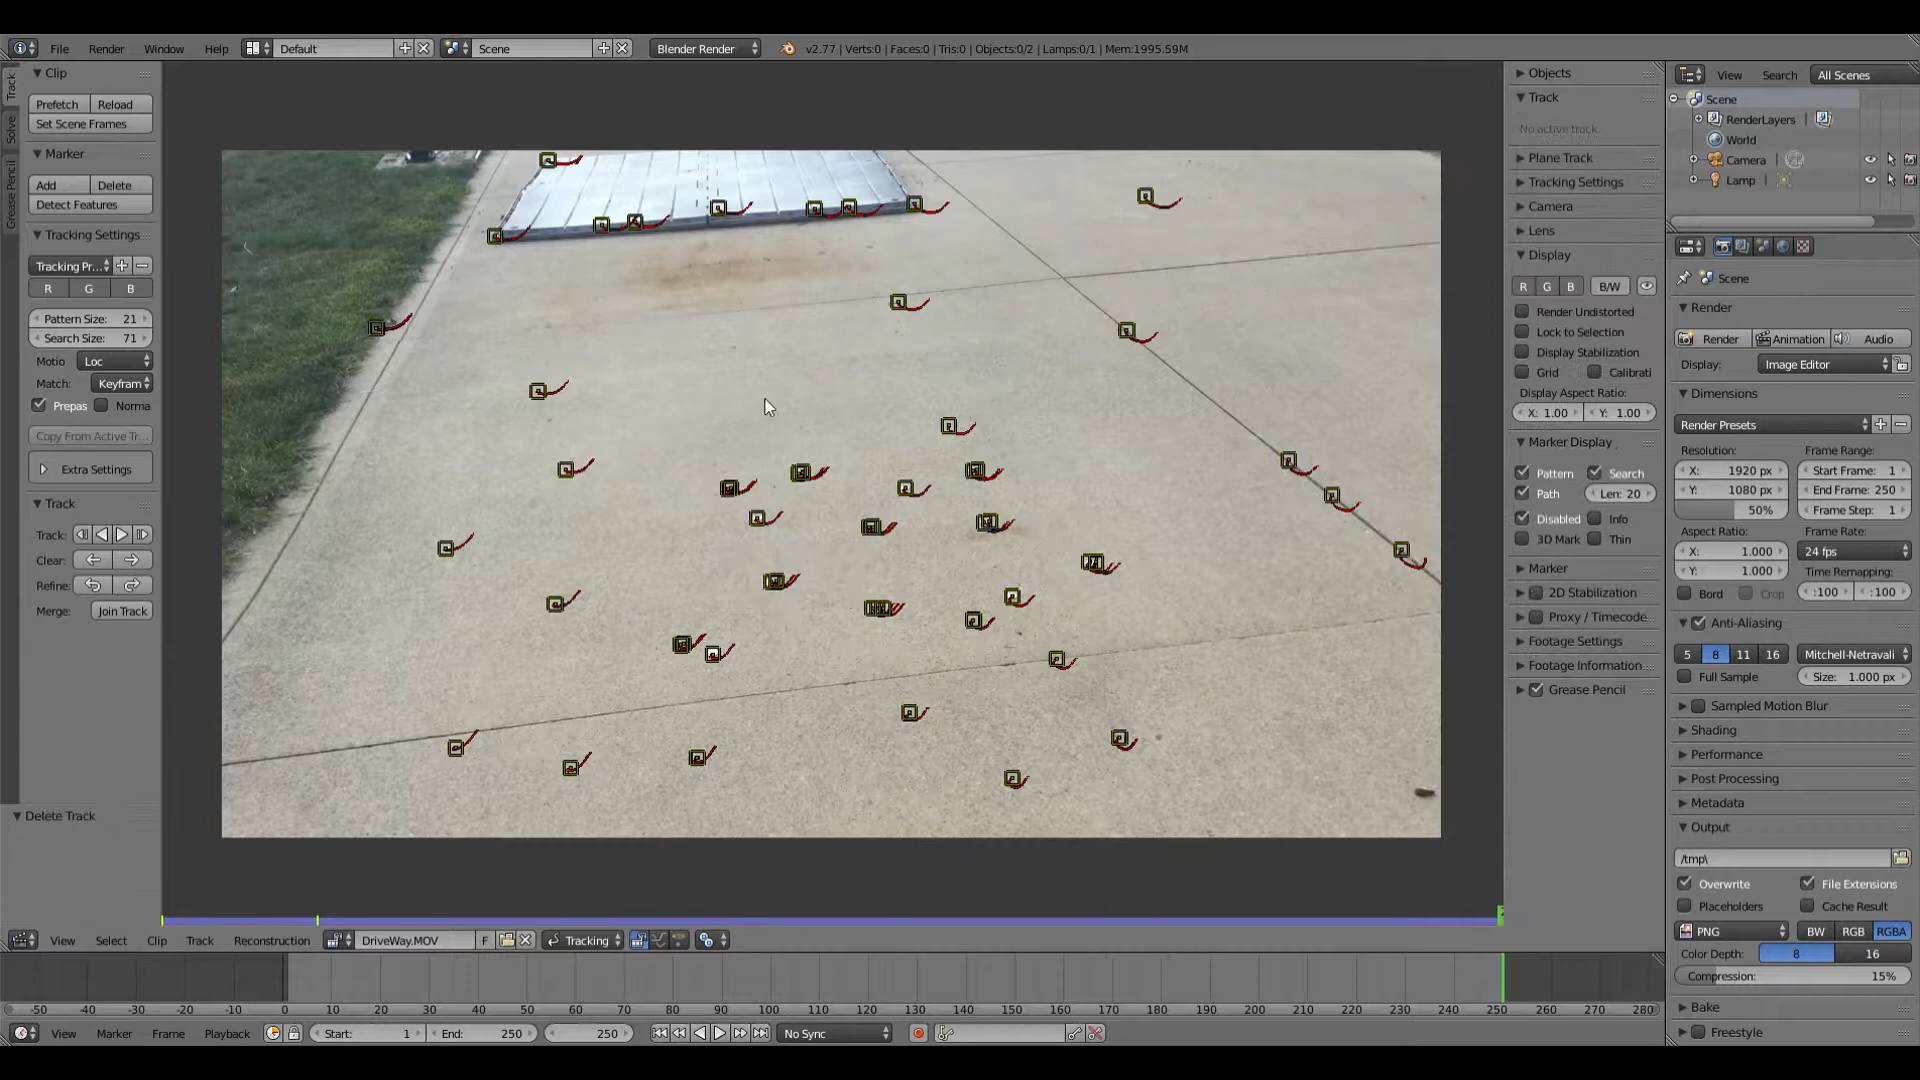 File Render Window Help Default Scene Blender Render v2.77 | Verts:0 | Faces:0 | Tris:0 | Objects:0/2 | Lamps:0/1 | Mem:1995.59M
Track
Solve
Grease Pencil
Clip
Prefetch Reload
Set Scene Frames
Marker
Add Delete
Detect Features
Tracking Settings
Tracking Pr...
R G B
Pattern Size: 21
Search Size: 71
Motio Loc
Match: Keyfram
Prepas Norma
Copy From Active Tr...
Extra Settings
Track
Track:
Clear:
Refine:
Merge: Join Track
Delete Track
Objects
Track
No active track
Plane Track
Tracking Settings
Camera
Lens
Display
R G B B/W
Render Undistorted
Lock to Selection
Display Stabilization
Grid Calibrati
Display Aspect Ratio:
X: 1.00 Y: 1.00
Marker Display
Pattern Search
Path Len: 20
Disabled Info
3D Mark Thin
Marker
2D Stabilization
Proxy / Timecode
Footage Settings
Footage Information
Grease Pencil
View Search All Scenes
Scene
RenderLayers
World
Camera
Lamp
Scene
Render
Render Animation Audio
Display: Image Editor
Dimensions
Render Presets
Resolution: Frame Range:
X: 1920 px Start Frame: 1
Y: 1080 px End Frame: 250
50% Frame Step: 1
Aspect Ratio: Frame Rate:
X: 1.000 24 fps
Y: 1.000 Time Remapping:
Bord Crop :100 :100
Anti-Aliasing
5 8 11 16 Mitchell-Netravali
Full Sample Size: 1.000 px
Sampled Motion Blur
Shading
Performance
Post Processing
Metadata
Output
/tmp\
Overwrite File Extensions
Placeholders Cache Result
PNG BW RGB RGBA
Color Depth: 8 16
Compression: 15%
Bake
Freestyle
View Select Clip Track Reconstruction DriveWay.MOV F Tracking
-50 -40 -30 -20 -10 0 10 20 30 40 50 60 70 80 90 100 110 120 130 140 150 160 170 180 190 200 210 220 230 240 250 260 270 280
View Marker Frame Playback Start: 1 End: 250 250 No Sync